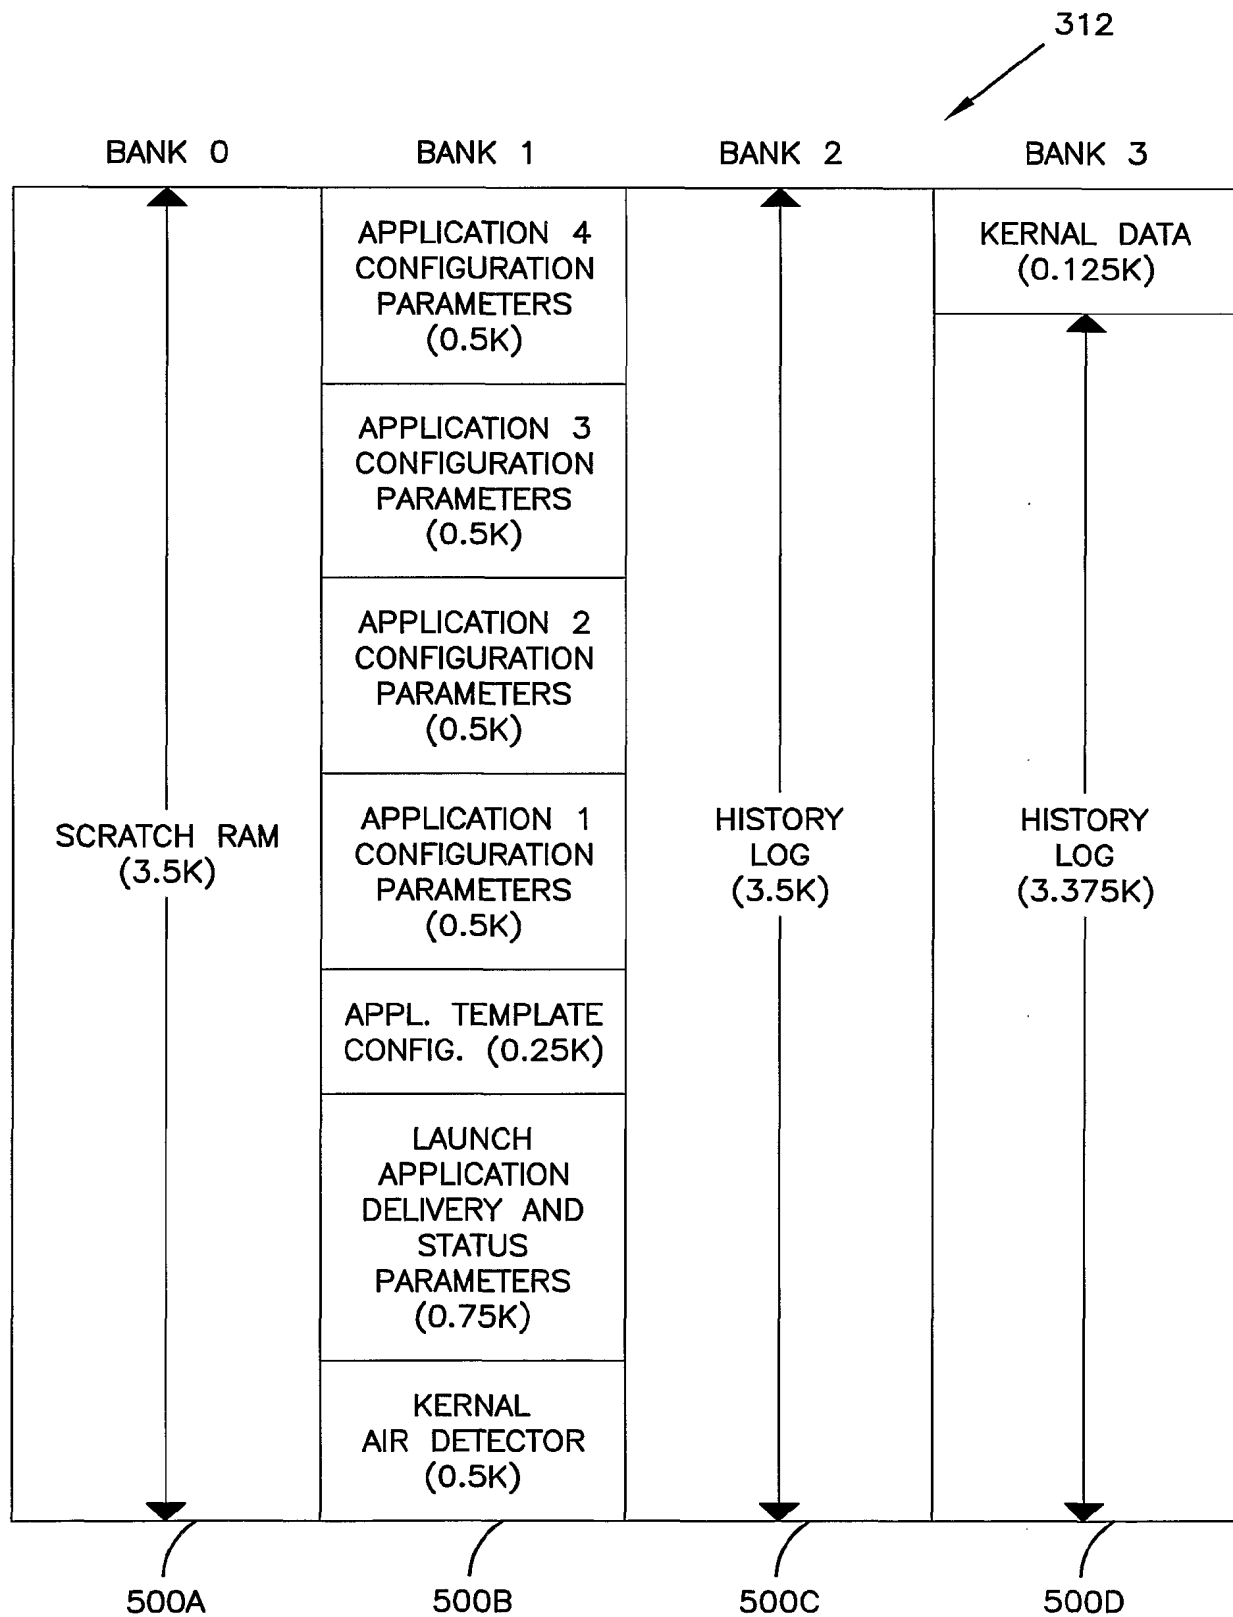 312
BANK 0
BANK 1
BANK 2
BANK 3
SCRATCH RAM
(3.5K)
APPLICATION 4
CONFIGURATION
PARAMETERS
(0.5K)
APPLICATION 3
CONFIGURATION
PARAMETERS
(0.5K)
APPLICATION 2
CONFIGURATION
PARAMETERS
(0.5K)
APPLICATION 1
CONFIGURATION
PARAMETERS
(0.5K)
APPL. TEMPLATE
CONFIG. (0.25K)
LAUNCH
APPLICATION
DELIVERY AND
STATUS
PARAMETERS
(0.75K)
KERNAL
AIR DETECTOR
(0.5K)
HISTORY
LOG
(3.5K)
KERNAL DATA
(0.125K)
HISTORY
LOG
(3.375K)
500A
500B
500C
500D